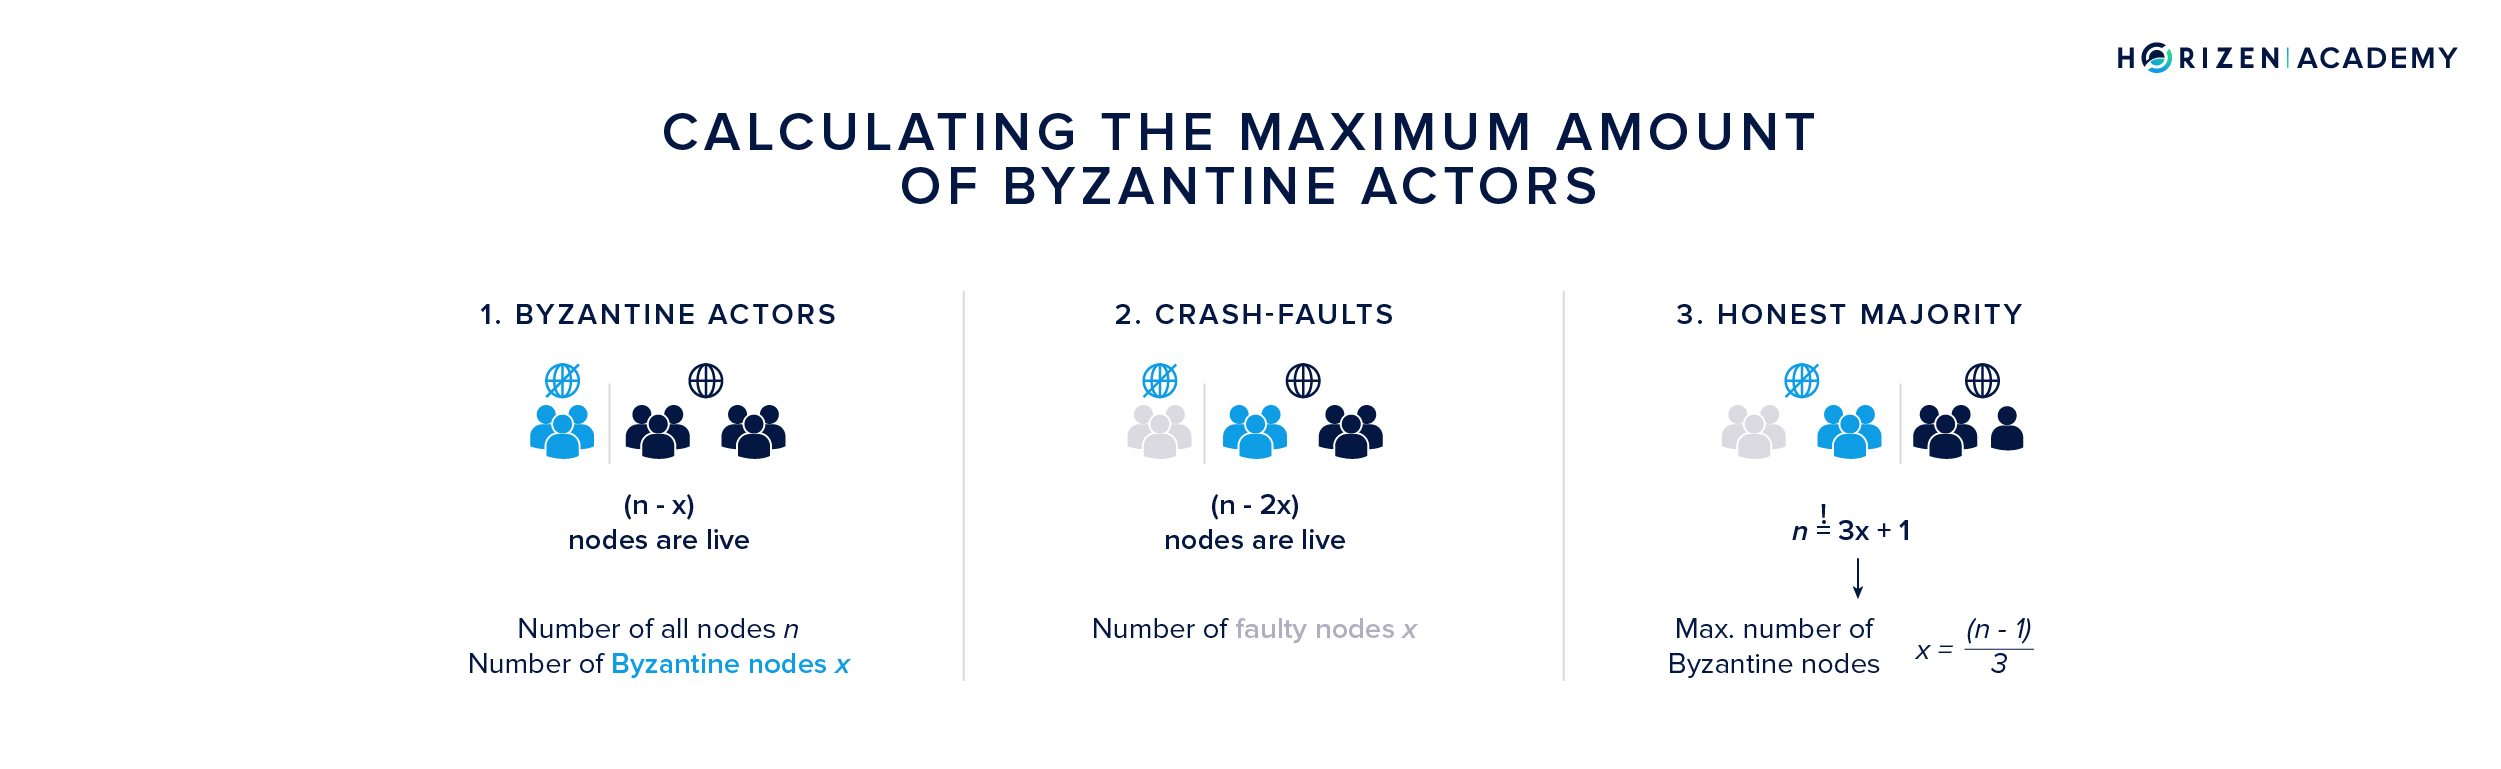 HORIZEN | ACADEMY
CALCULATING THE MAXIMUM AMOUNT
OF BYZANTINE ACTORS
1. BYZANTINE ACTORS
(n - x)
nodes are live
Number of all nodes n
Number of Byzantine nodes x
2. CRASH-FAULTS
(n - 2x)
nodes are live
Number of faulty nodes x
3. HONEST MAJORITY
!
n = 3x + 1
Max. number of
Byzantine nodes
x = (n - 1)
3